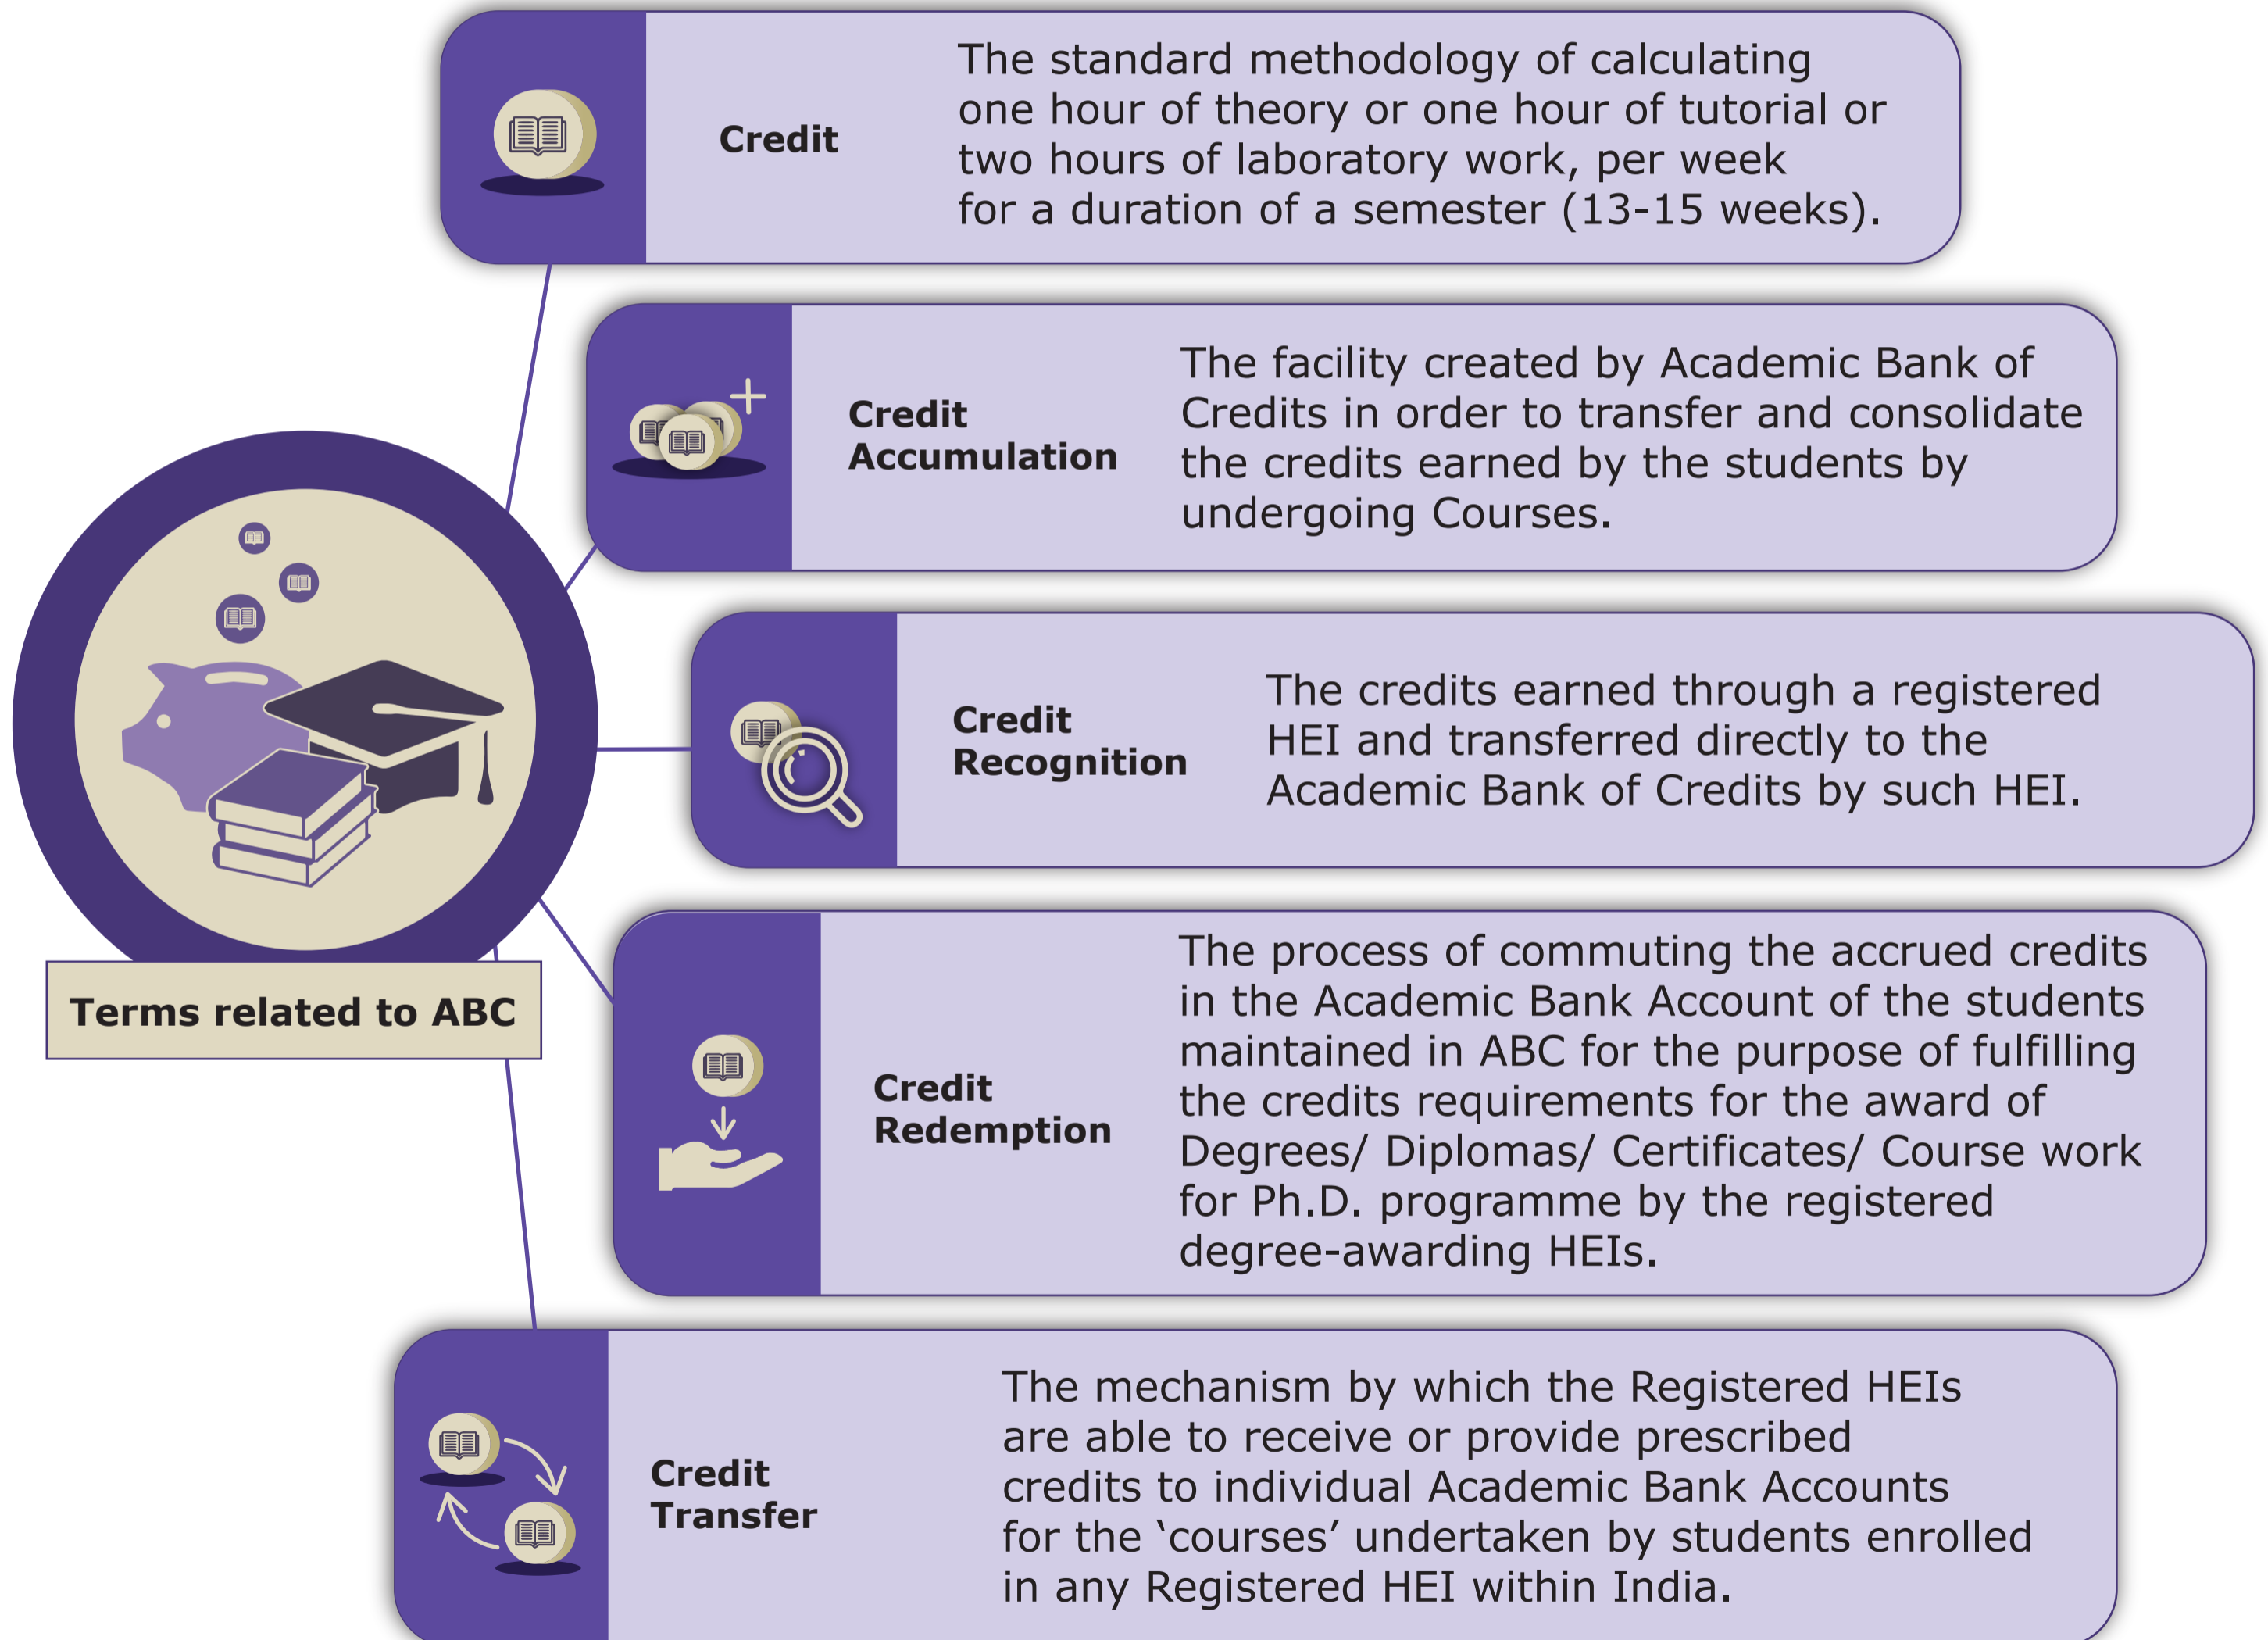 Credit
The standard methodology of calculating
one hour of theory or one hour of tutorial or
two hours of laboratory work, per week
for a duration of a semester (13-15 weeks).
Credit
Accumulation
The facility created by Academic Bank of
Credits in order to transfer and consolidate
the credits earned by the students by
undergoing Courses.
Credit
Recognition
The credits earned through a registered
HEI and transferred directly to the
Academic Bank of Credits by such HEI.
Terms related to ABC
Credit
Redemption
The process of commuting the accrued credits
in the Academic Bank Account of the students
maintained in ABC for the purpose of fulfilling
the credits requirements for the award of
Degrees/ Diplomas/ Certificates/ Course work
for Ph.D. programme by the registered
degree-awarding HEIs.
Credit
Transfer
The mechanism by which the Registered HEIs
are able to receive or provide prescribed
credits to individual Academic Bank Accounts
for the ‘courses’ undertaken by students enrolled
in any Registered HEI within India.